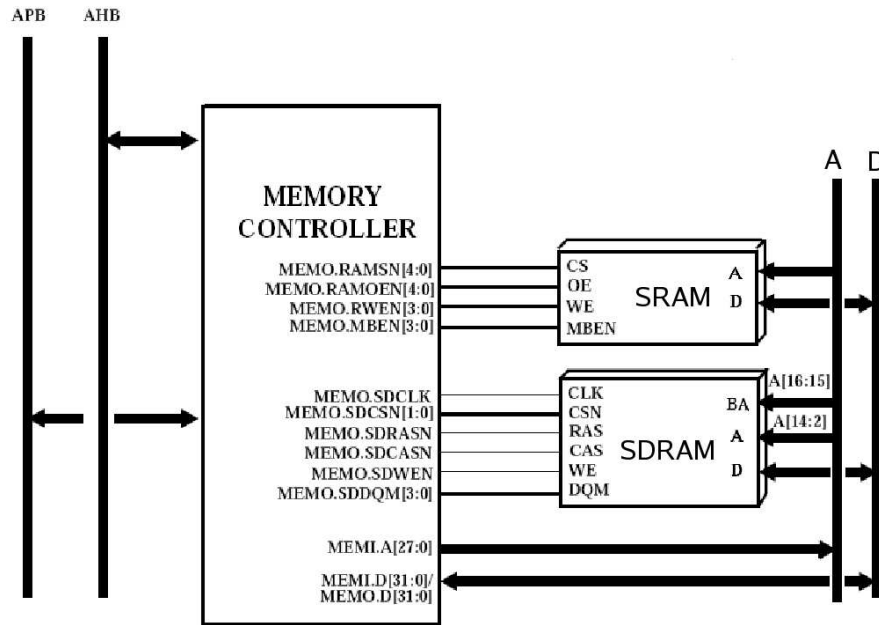 APB AHB
A D
MEMORY
CONTROLLER
MEMO.RAMSN[4:0]
MEMO.RAMOEN[4:0]
MEMO.RWEN[3:0]
MEMO.MBEN[3:0]
CS
OE
WE
MBEN
SRAM
A
D
MEMO.SDCLK
MEMO.SDCSN[1:0]
MEMO.SDRASN
MEMO.SDCASN
MEMO.SDWEN
MEMO.SDDQM[3:0]
CLK
CSN
RAS
CAS
WE
DQM
SDRAM
BA
A
D
A[16:15]
A[14:2]
MEMI.A[27:0]
MEMI.D[31:0]/
MEMO.D[31:0]